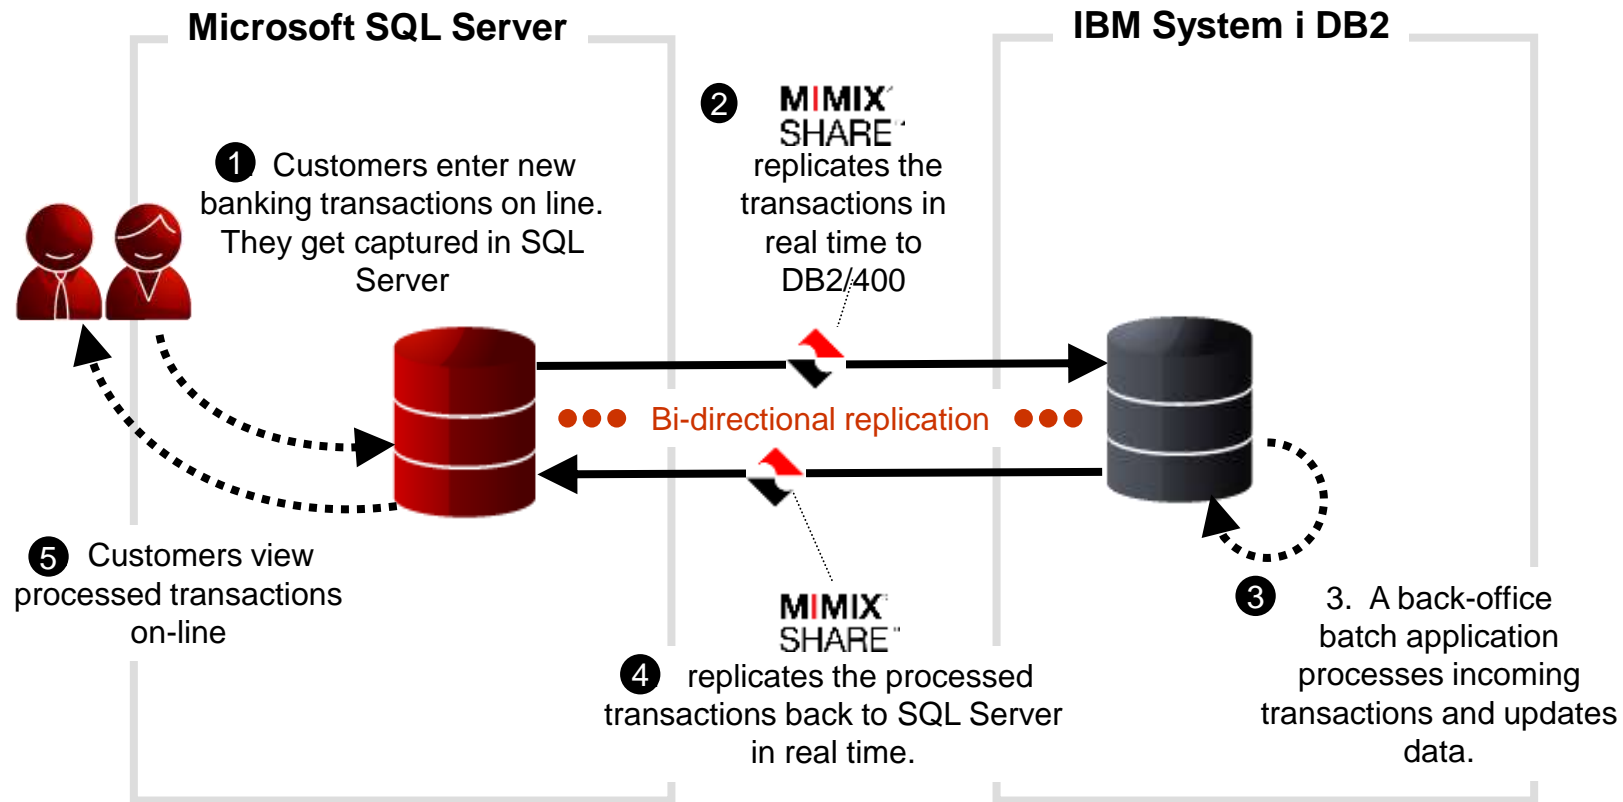 Microsoft SQL Server
IBM System i DB2
1 Customers enter new
banking transactions on line.
They get captured in SQL
Server
2 MIMIX
SHARE™
replicates the
transactions in
real time to
DB2/400
Bi-directional replication
3 3. A back-office
batch application
processes incoming
transactions and updates
data.
MIMIX
SHARE™
4 replicates the processed
transactions back to SQL Server
in real time.
5 Customers view
processed transactions
on-line